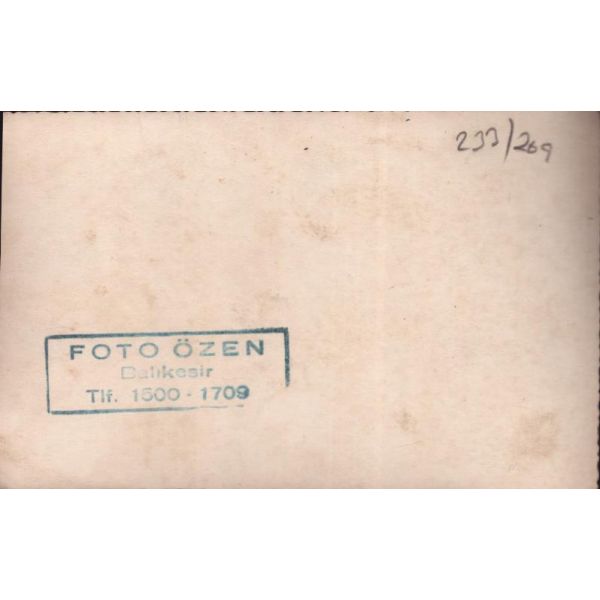 233/269
FOTO ÖZEN
Balıkesir
Tlf. 1500 - 1709